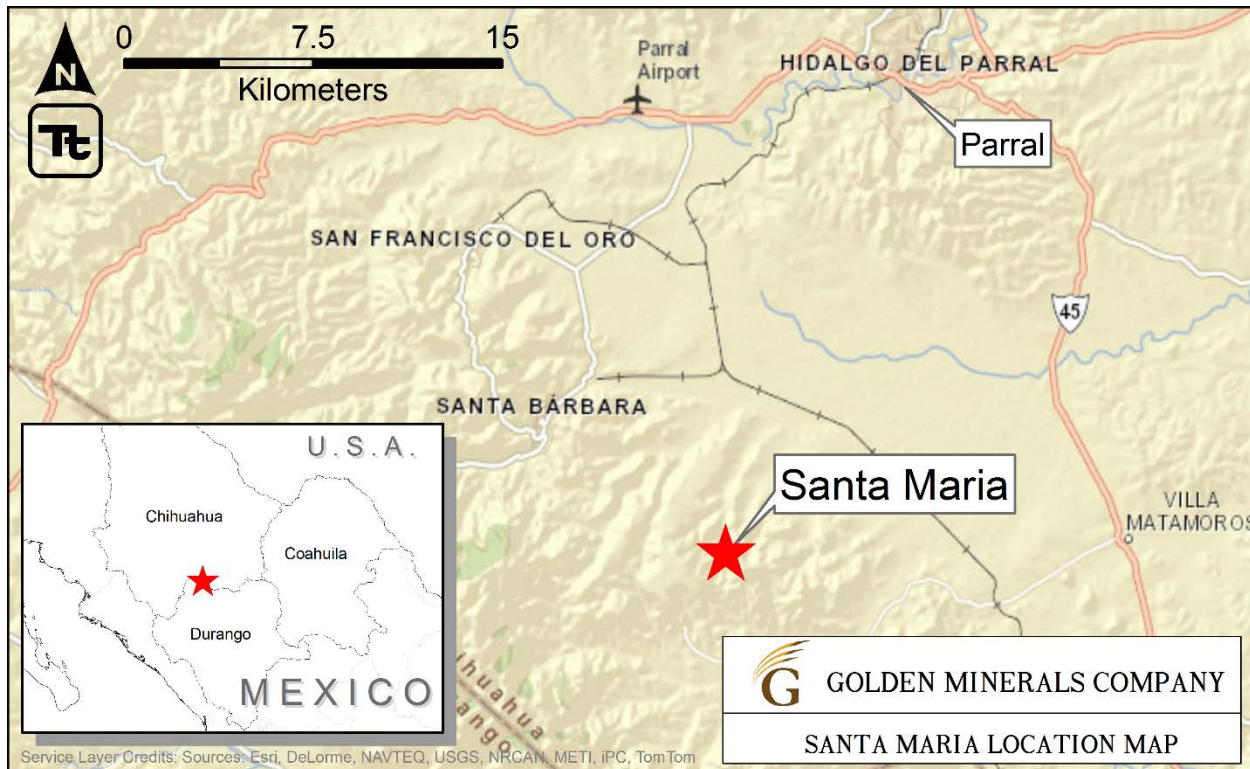 0 7.5 15
Kilometers
N
Tt
Parral
Airport
HIDALGO DEL PARRAL
Parral
SAN FRANCISCO DEL ORO
45
SANTA BÁRBARA
Santa Maria
VILLA
MATAMOROS
U.S.A.
Chihuahua
Coahuila
Durango
MEXICO
ihuahua
ango
G GOLDEN MINERALS COMPANY
SANTA MARIA LOCATION MAP
Service Layer Credits: Sources: Esri, DeLorme, NAVTEQ, USGS, NRCAN, METI, iPC, TomTom